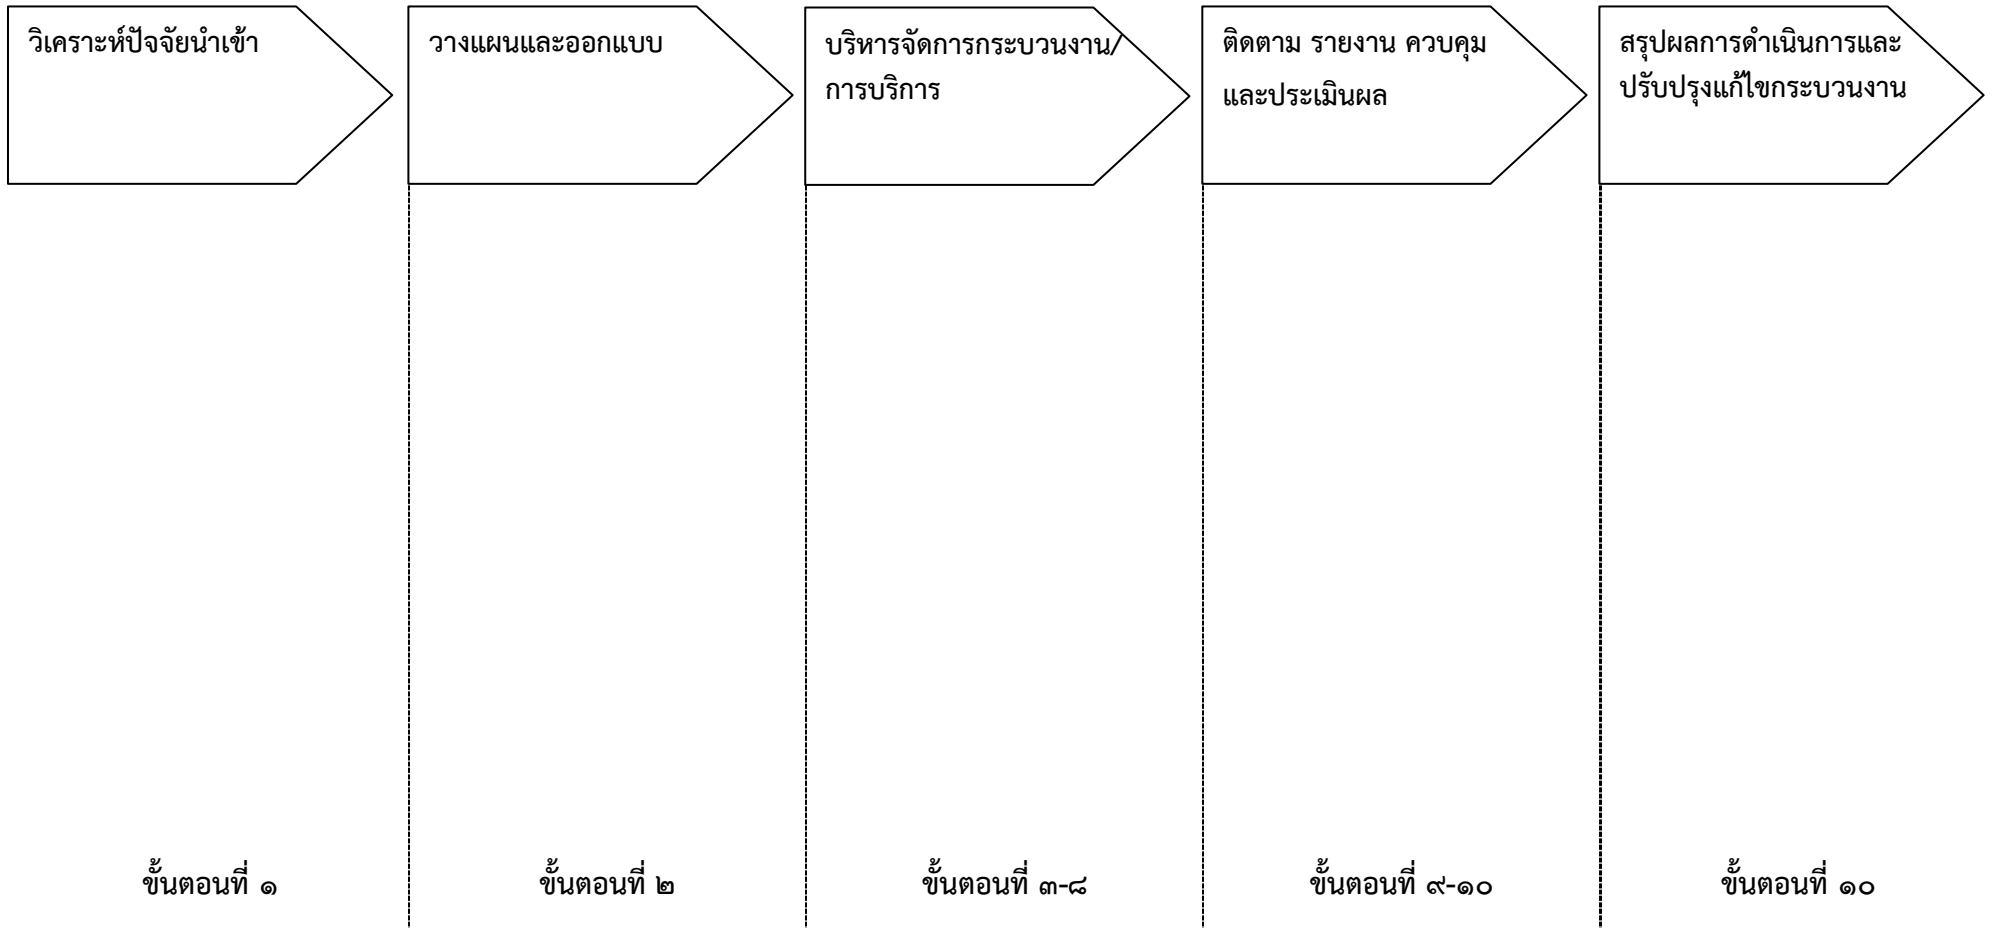 วิเคราะห์ปัจจัยนำเข้า
วางแผนและออกแบบ
บริหารจัดการกระบวนงาน/
การบริการ
ติดตาม รายงาน ควบคุม
และประเมินผล
สรุปผลการดำเนินการและ
ปรับปรุงแก้ไขกระบวนงาน
ขั้นตอนที่ ๑
ขั้นตอนที่ ๒
ขั้นตอนที่ ๓-๘
ขั้นตอนที่ ๙-๑๐
ขั้นตอนที่ ๑๐